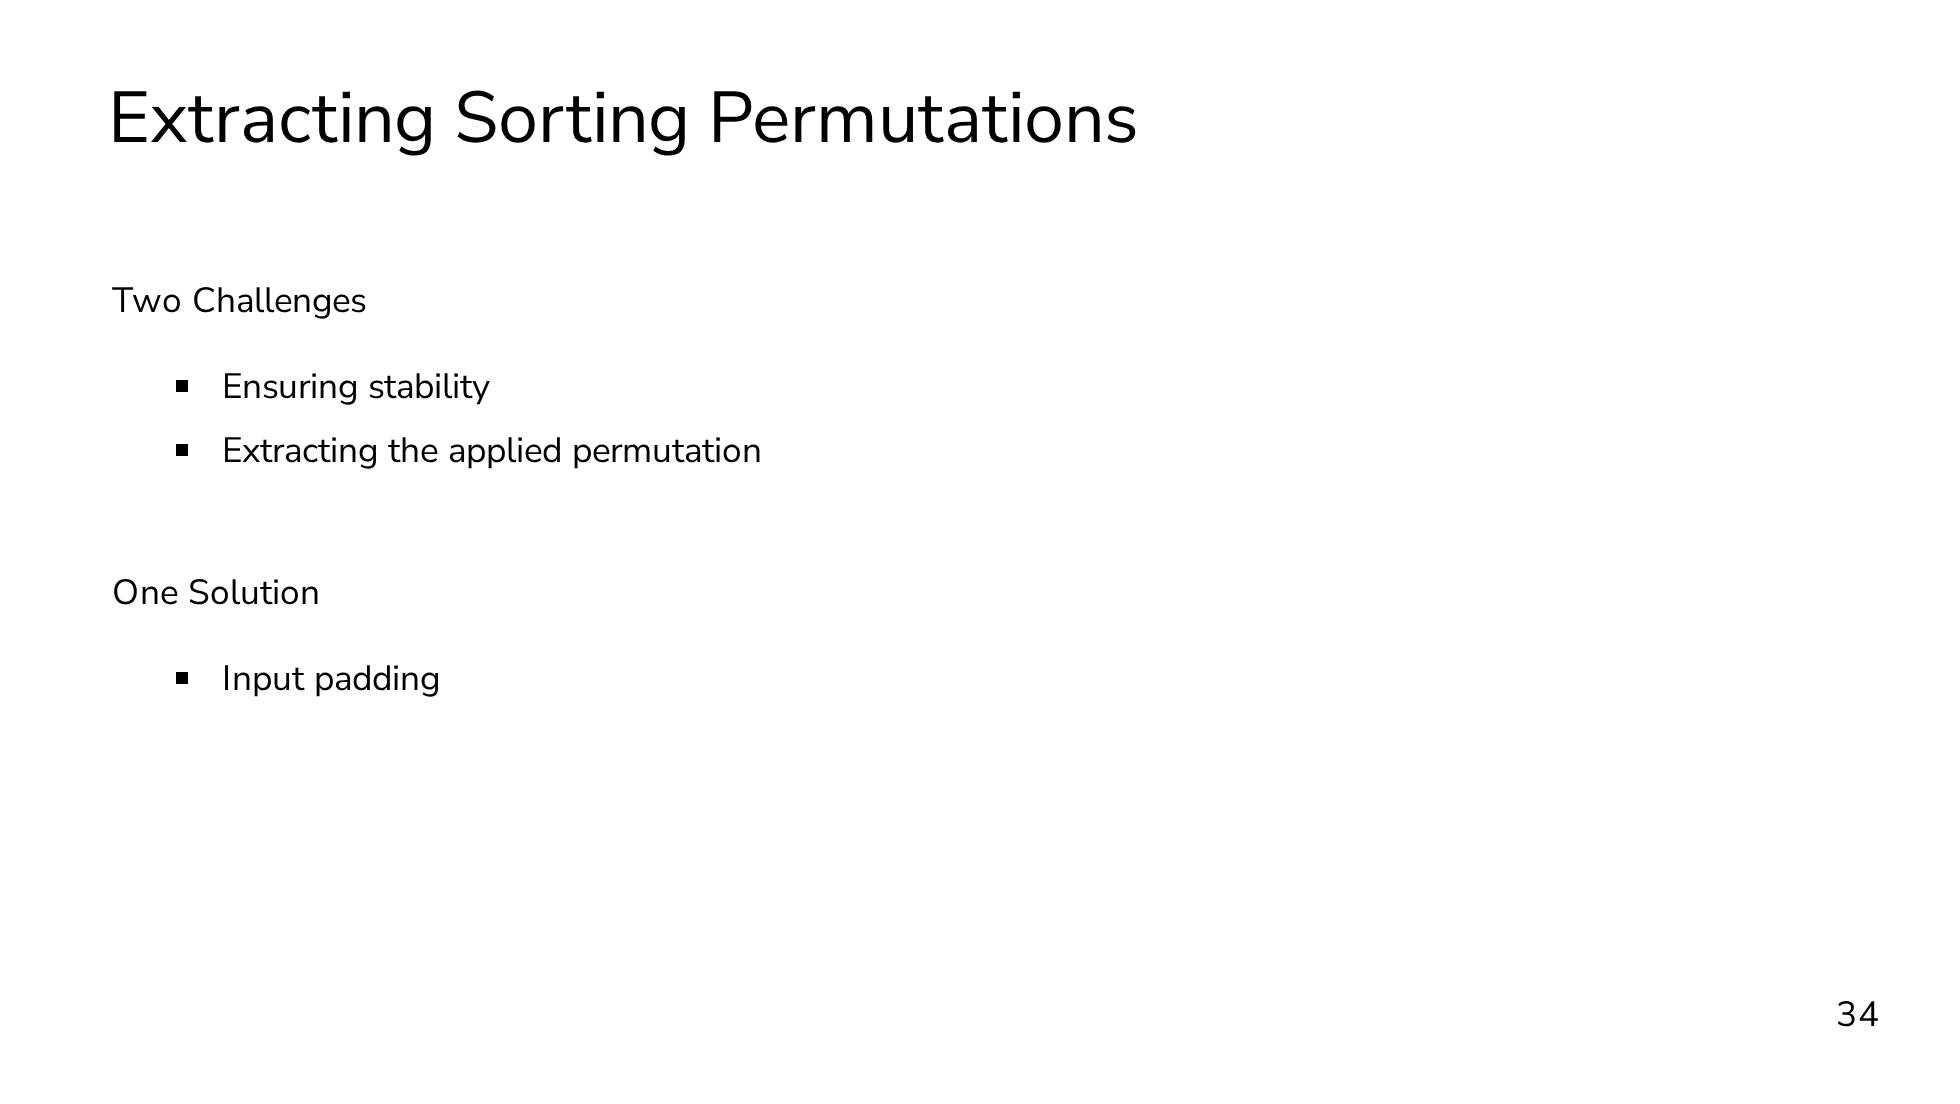 Extracting Sorting Permutations
Two Challenges
▪ Ensuring stability
▪ Extracting the applied permutation
One Solution
▪ Input padding
34